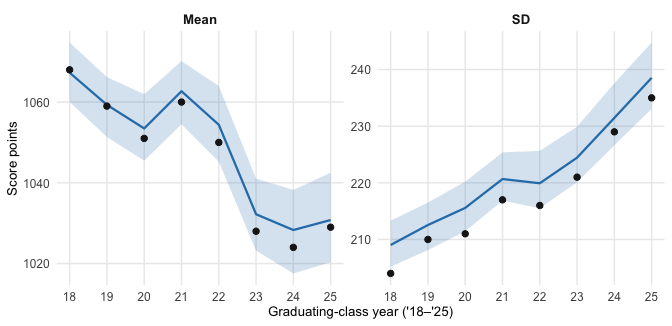 Mean
SD
Score points
1060
1040
1020
240
230
220
210
18 19 20 21 22 23 24 25
18 19 20 21 22 23 24 25
Graduating-class year ('18–'25)